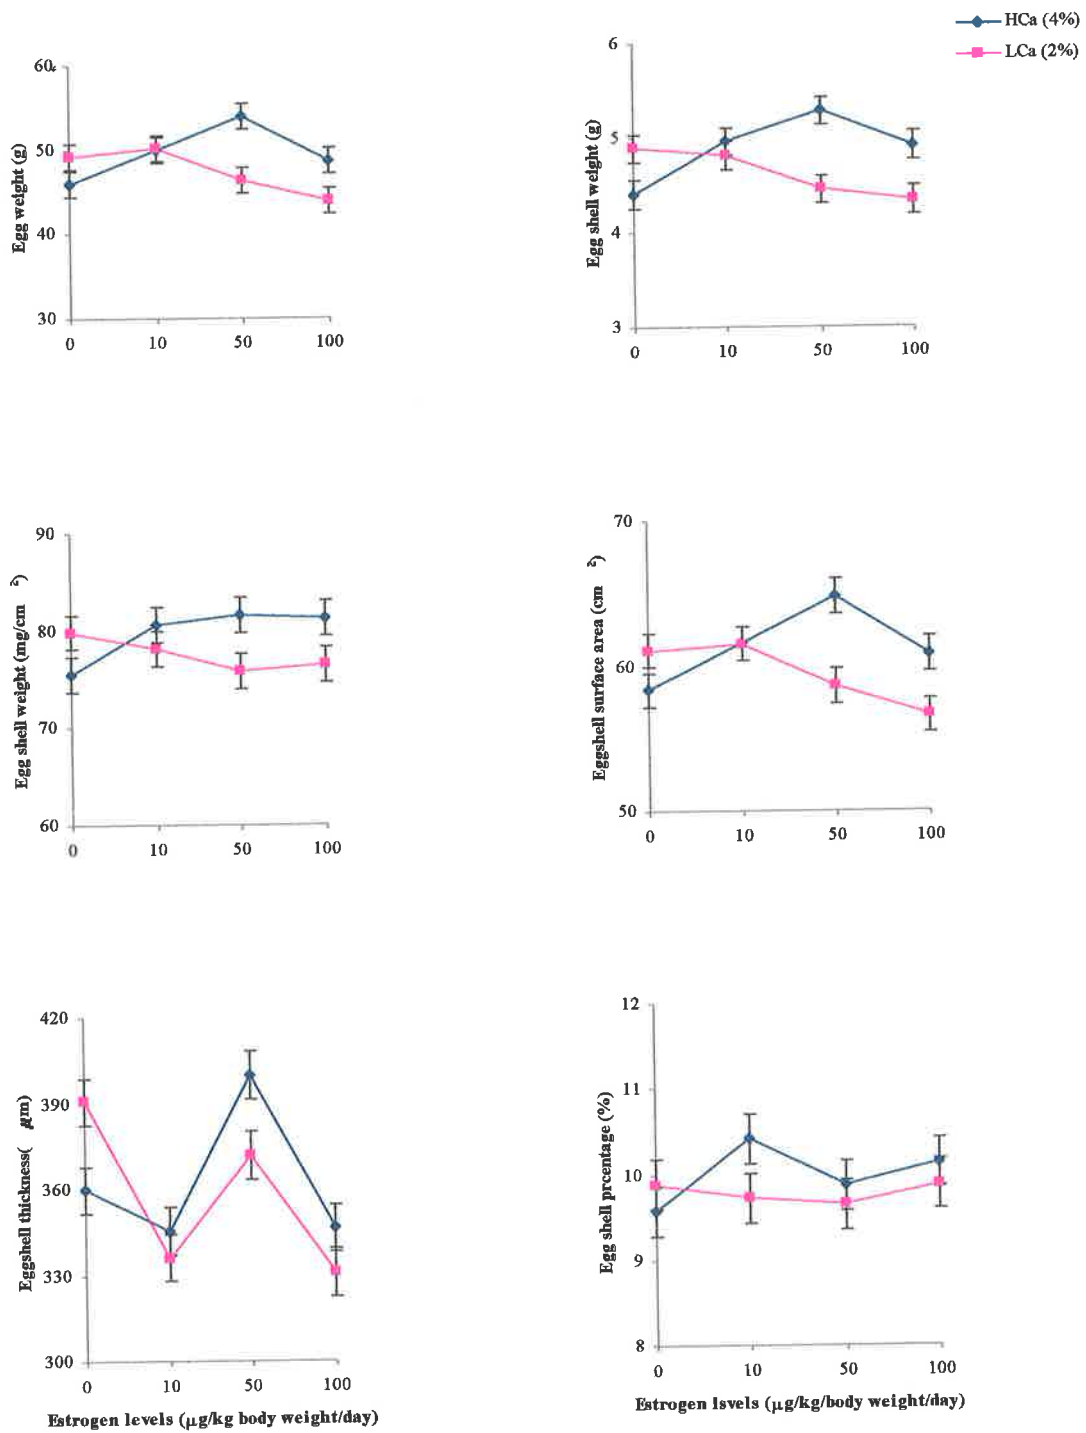 HCa (4%)
LCa (2%)
Egg weight (g)
60
50
40
30
0 10 50 100
Egg shell weight (g)
6
5
4
3
0 10 50 100
Egg shell weight (mg/cm 2)
90
80
70
60
0 10 50 100
Eggshell surface area (cm 2)
70
60
50
0 10 50 100
Eggshell thickness( μm)
420
390
360
330
300
0 10 50 100
Estrogen levels (μg/kg body weight/day)
Egg shell prcentage (%)
12
11
10
9
8
0 10 50 100
Estrogen lsvels (μg/kg/body weight/day)